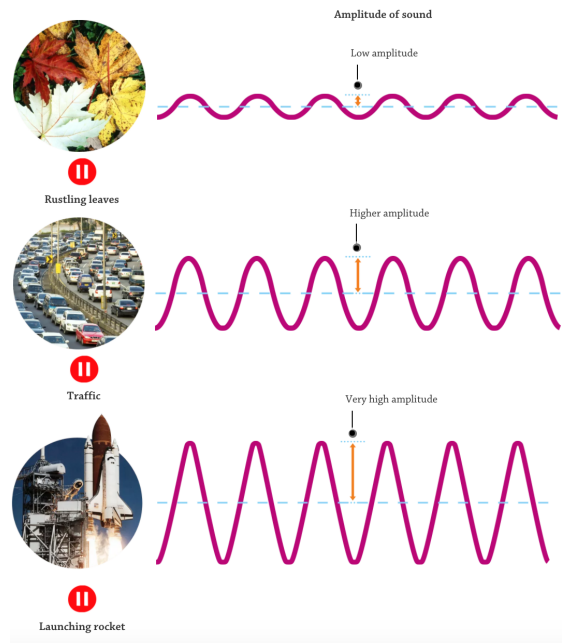 Amplitude of sound
Low amplitude
Rustling leaves
Higher amplitude
Traffic
Very high amplitude
Launching rocket